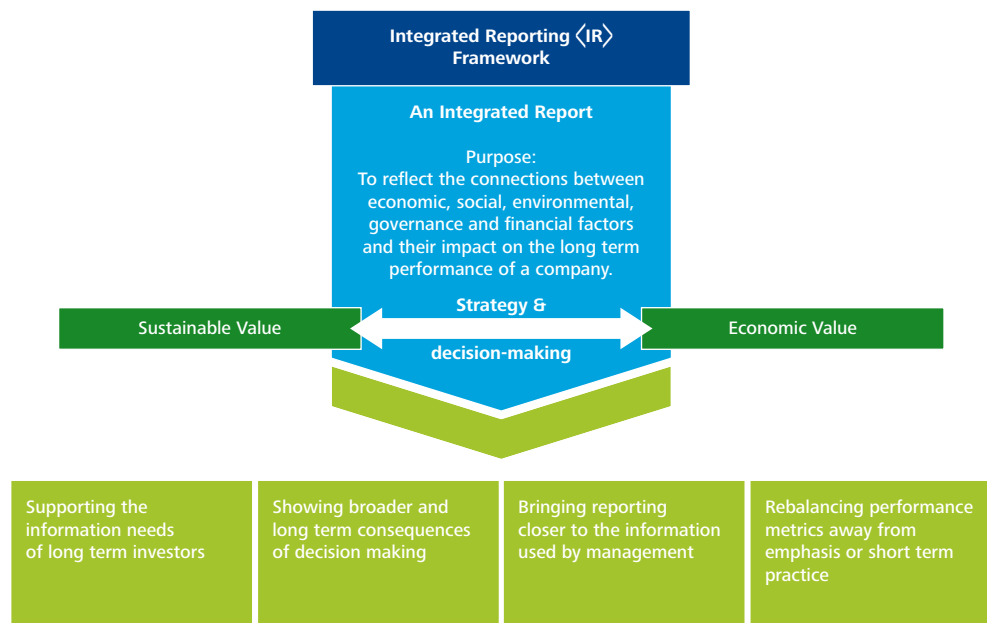 Integrated Reporting ⟨IR⟩
Framework
An Integrated Report
Purpose:
To reflect the connections between
economic, social, environmental,
governance and financial factors
and their impact on the long term
performance of a company.
Strategy &
Sustainable Value
Economic Value
decision-making
Supporting the
information needs
of long term investors
Showing broader and
long term consequences
of decision making
Bringing reporting
closer to the information
used by management
Rebalancing performance
metrics away from
emphasis or short term
practice